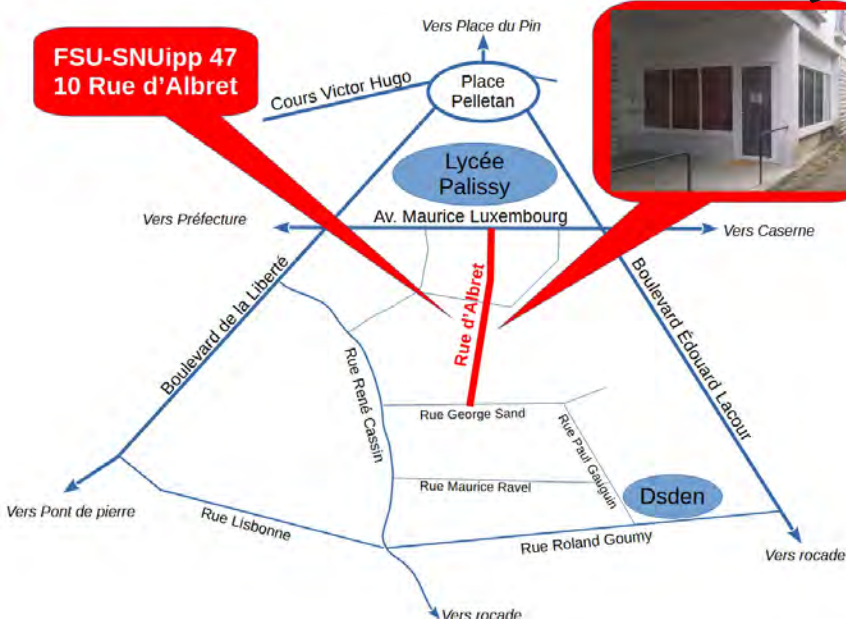 Vers Place du Pin
FSU-SNUipp 47
10 Rue d'Albret
Cours Victor Hugo
Place
Pelletan
Lycée
Palissy
Vers Préfecture
Av. Maurice Luxembourg
Vers Caserne
Boulevard de la Liberté
Rue d'Albret
Boulevard Édouard Lacour
Rue René Cassin
Rue George Sand
Rue Paul Gauguin
Rue Maurice Ravel
Dsden
Vers Pont de pierre
Rue Lisbonne
Rue Roland Goumy
Vers rocade
Vers rocade